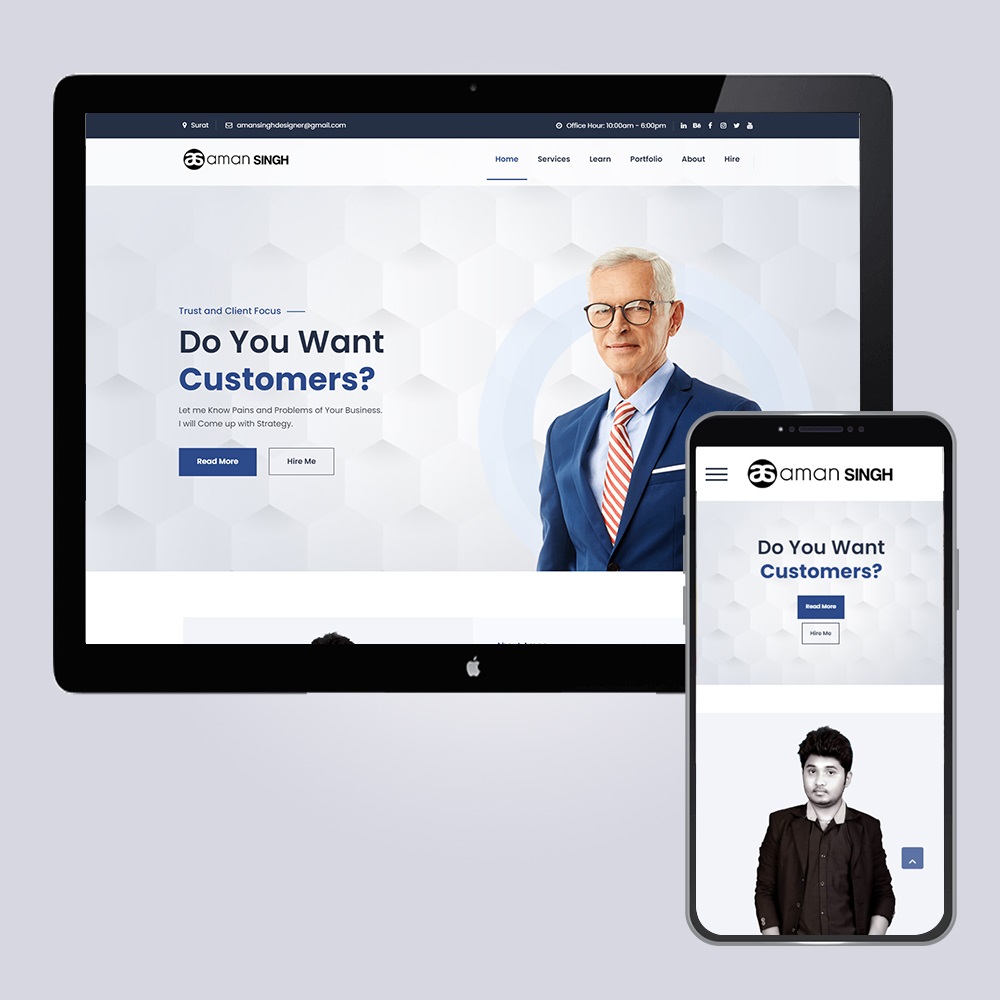 Surat
amansinghdesigner@gmail.com
Office Hour: 10:00am - 6:00pm
as aman SINGH
Home
Services
Learn
Portfolio
About
Hire
Trust and Client Focus
Do You Want
Customers?
Let me Know Pains and Problems of Your Business.
I will Come up with Strategy.
Read More
Hire Me
as aman SINGH
Do You Want
Customers?
Read More
Hire Me